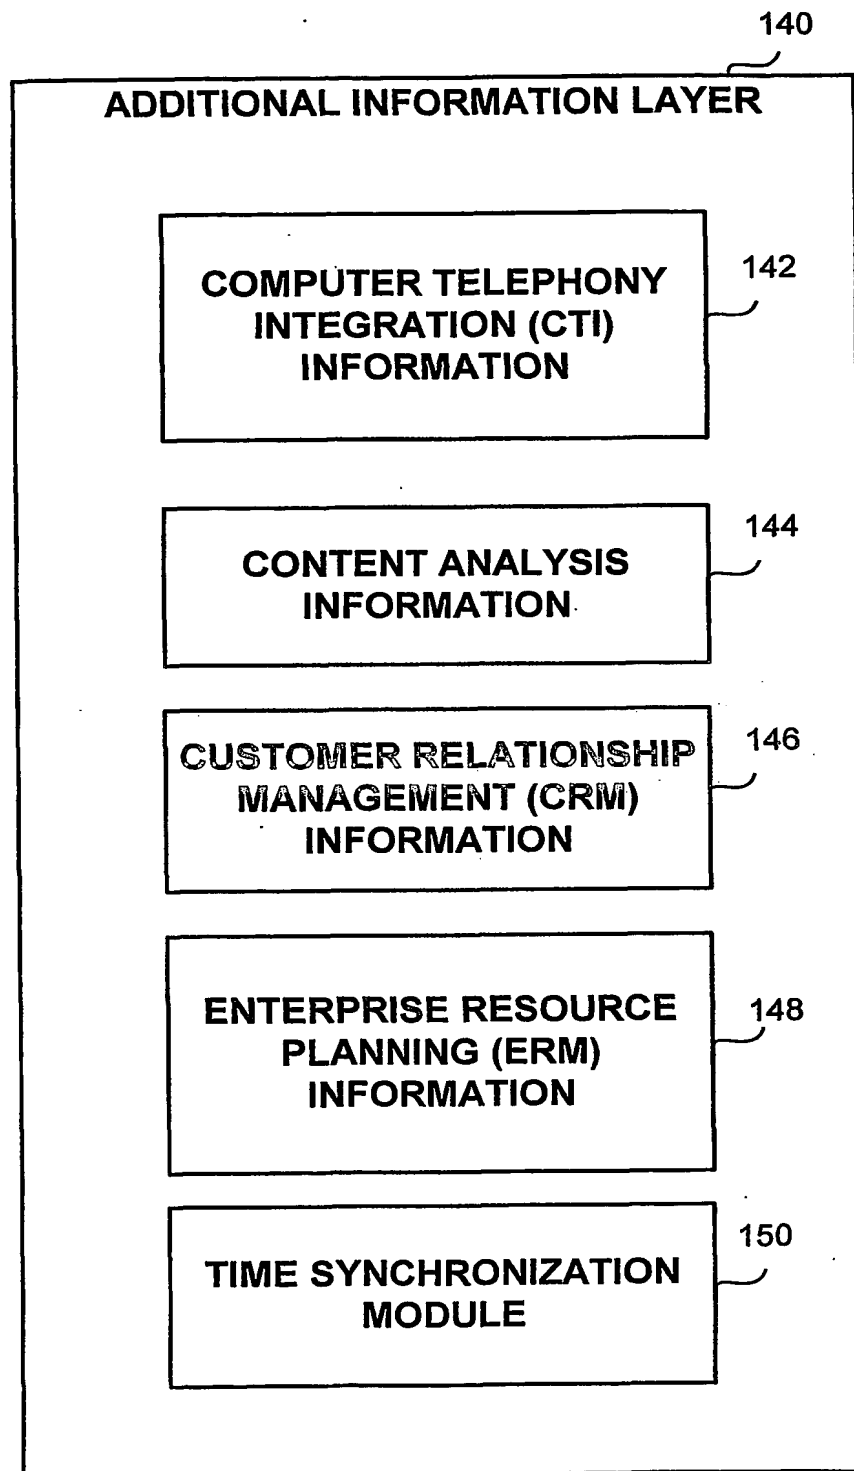 140
ADDITIONAL INFORMATION LAYER
COMPUTER TELEPHONY
INTEGRATION (CTI)
INFORMATION
142
CONTENT ANALYSIS
INFORMATION
144
CUSTOMER RELATIONSHIP
MANAGEMENT (CRM)
INFORMATION
146
ENTERPRISE RESOURCE
PLANNING (ERM)
INFORMATION
148
TIME SYNCHRONIZATION
MODULE
150